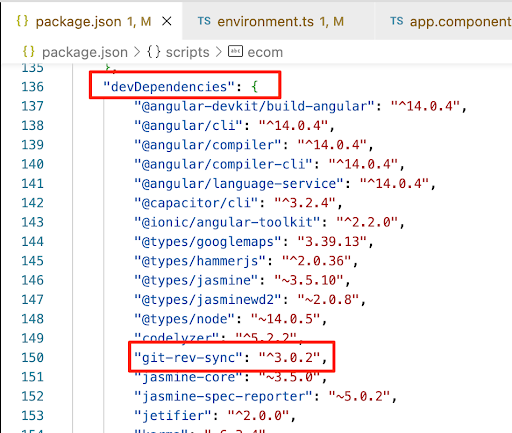 {} package.json 1, M X TS environment.ts 1, M TS app.component
{} package.json > {} scripts > abc ecom
135 },
136 "devDependencies": {
137 "@angular-devkit/build-angular": "^14.0.4",
138 "@angular/cli": "^14.0.4",
139 "@angular/compiler": "^14.0.4",
140 "@angular/compiler-cli": "^14.0.4",
141 "@angular/language-service": "^14.0.4",
142 "@capacitor/cli": "^3.2.4",
143 "@ionic/angular-toolkit": "^2.2.0",
144 "@types/googlemaps": "3.39.13",
145 "@types/hammerjs": "^2.0.36",
146 "@types/jasmine": "~3.5.10",
147 "@types/jasminewd2": "~2.0.8",
148 "@types/node": "~14.0.5",
149 "codelyzer": "^5.2.2",
150 "git-rev-sync": "^3.0.2",
151 "jasmine-core": "~3.5.0",
152 "jasmine-spec-reporter": "~5.0.2",
153 "jetifier": "^2.0.0",